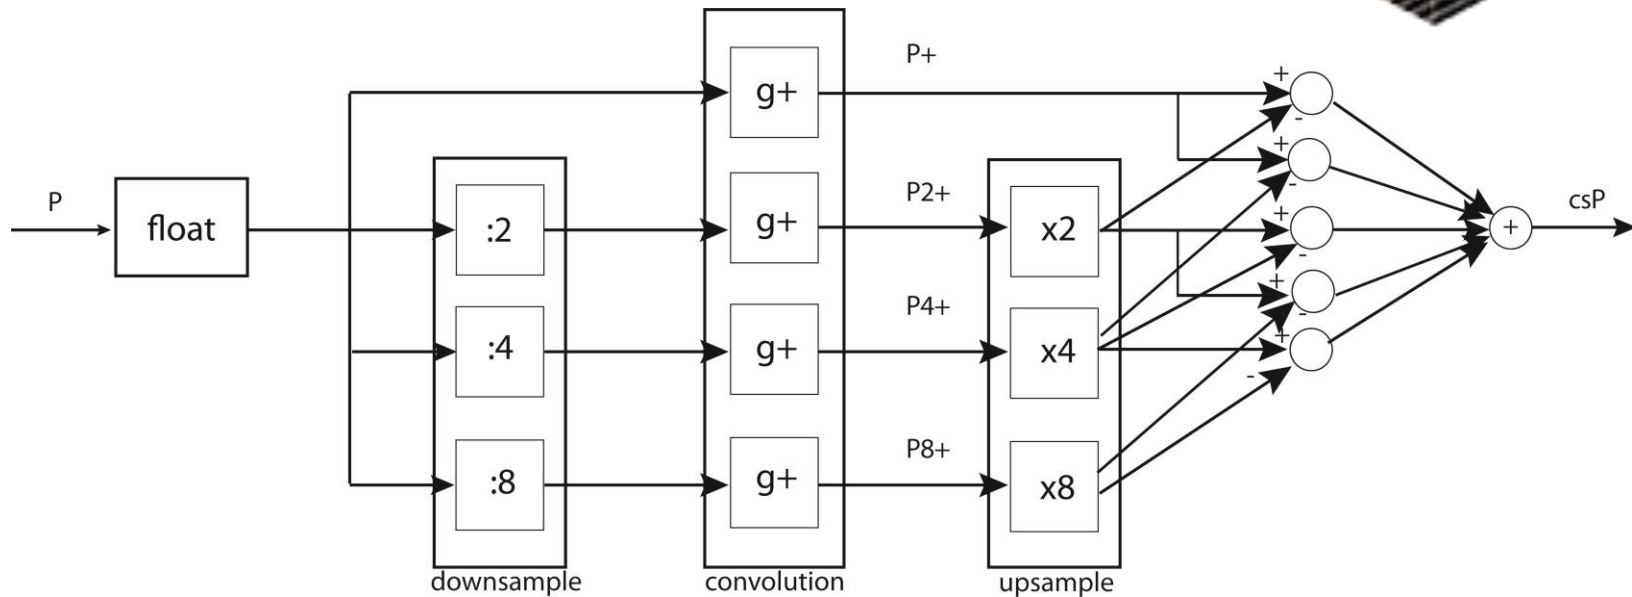 P
float
:2
:4
:8
downsample
g+
g+
g+
g+
convolution
P+
P2+
P4+
P8+
x2
x4
x8
upsample
+
-
+
-
+
-
+
-
+
-
+
csP